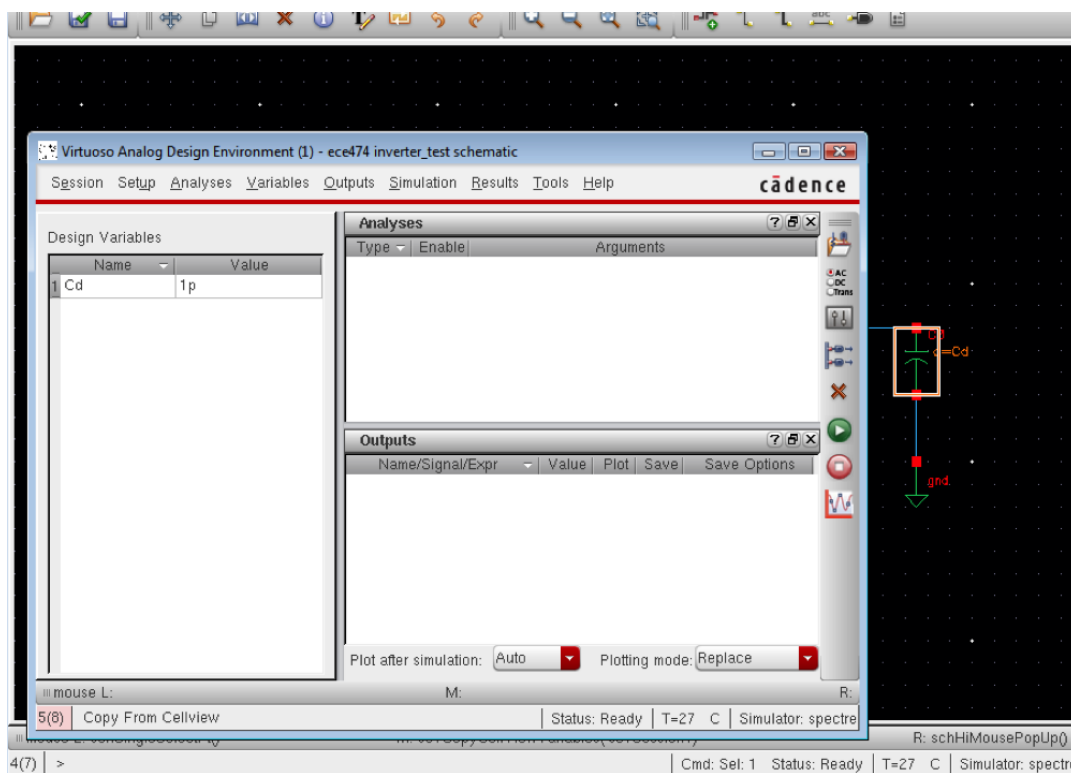 abc
Virtuoso Analog Design Environment (1) - ece474 inverter_test schematic
Session Setup Analyses Variables Outputs Simulation Results Tools Help
cādence
Design Variables
Name Value
1 Cd 1p
Analyses
Type Enable Arguments
AC
DC
Trans
c=Cd
gnd
Outputs
Name/Signal/Expr Value Plot Save Save Options
Plot after simulation: Auto Plotting mode: Replace
mouse L: M: R:
5(8) Copy From Cellview Status: Ready T=27 C Simulator: spectre
R: schHiMousePopUp()
4(7) > Cmd: Sel: 1 Status: Ready T=27 C Simulator: spectre